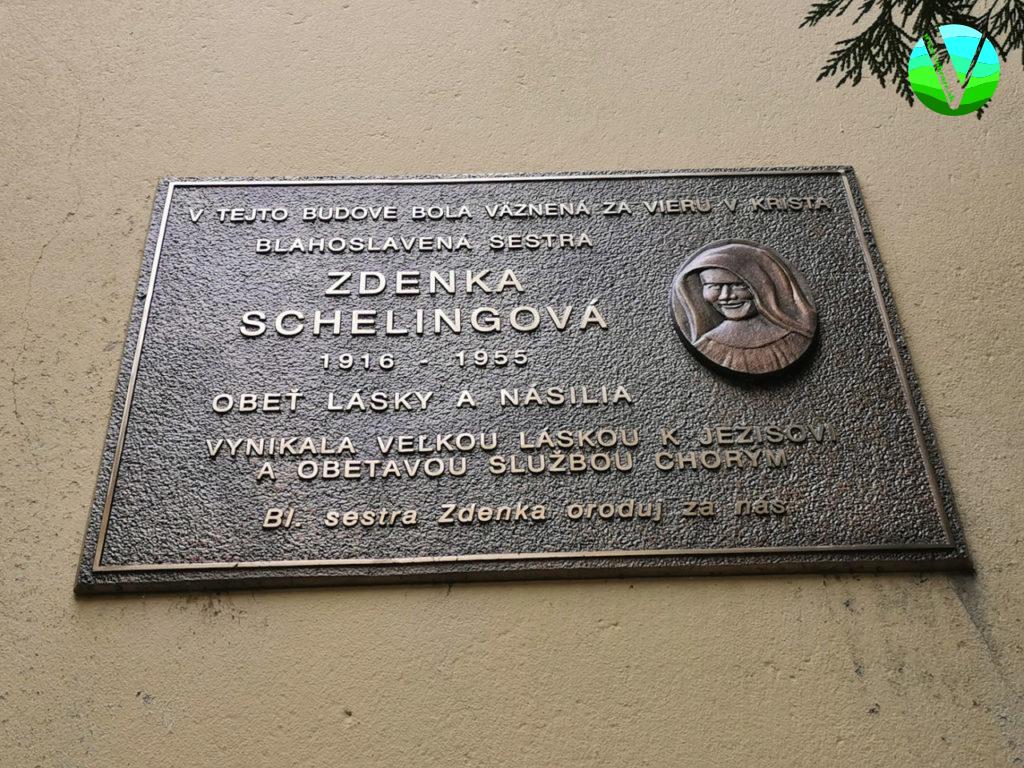 V TEJTO BUDOVE BOLA VÄZNENÁ ZA VIERU V KRISTA
BLAHOSLAVENÁ SESTRA
ZDENKA
SCHELINGOVÁ
1916 - 1955
OBEŤ LÁSKY A NÁSILIA
VYNIKALA VEĽKOU LÁSKOU K JEŽIŠOVI
A OBETAVOU SLUŽBOU CHORÝM
Bl. sestra Zdenka oroduj za nás.